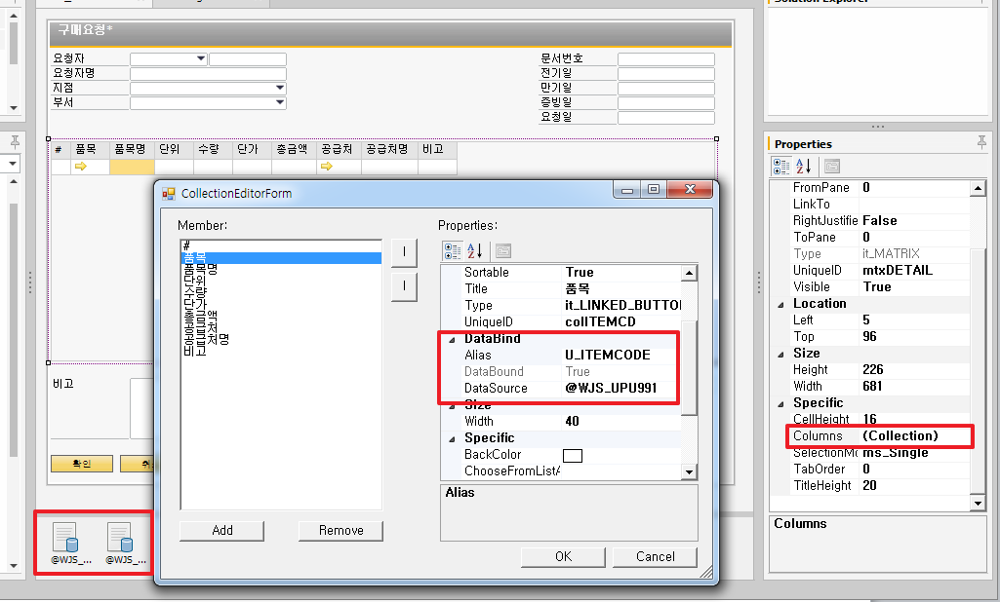 Solution Explorer
구매요청*
요청자
요청자명
지점
부서
문서번호
전기일
만기일
증빙일
요청일
# 품목 품목명 단위 수량 단가 총금액 공급처 공급처명 비고
비고
확인
@WJS_... @WJS_...
CollectionEditorForm
Member:
#
품목
품목명
단위
수량
단가
총금액
공급처
공급처명
비고
Add Remove
Properties:
Sortable True
Title 품목
Type it_LINKED_BUTTO
UniqueID colITEMCD
DataBind
Alias U_ITEMCODE
DataBound True
DataSource @WJS_UPU991
Size
Width 40
Specific
BackColor
ChooseFromListA
Alias
OK Cancel
Properties
FromPane 0
LinkTo
RightJustifie False
ToPane 0
Type it_MATRIX
UniqueID mtxDETAIL
Visible True
Location
Left 5
Top 96
Size
Height 226
Width 681
Specific
CellHeight 16
Columns (Collection)
SelectionMo ms_Single
TabOrder 0
TitleHeight 20
Columns